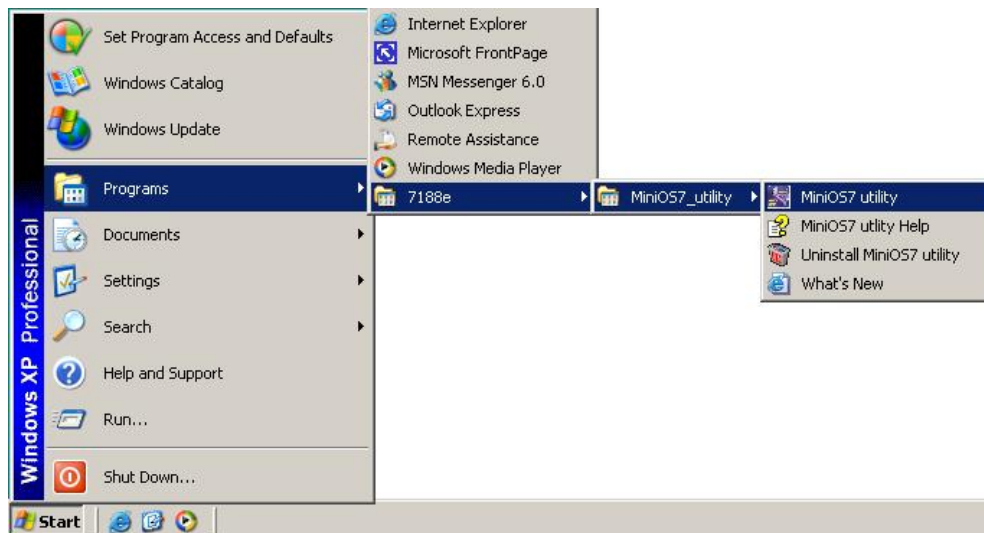 Set Program Access and Defaults
Windows Catalog
Windows Update
Programs
Documents
Settings
Search
Help and Support
Run...
Shut Down...
Windows XP Professional
Start
Internet Explorer
Microsoft FrontPage
MSN Messenger 6.0
Outlook Express
Remote Assistance
Windows Media Player
7188e
MiniOS7_utility
MiniOS7 utility
MiniOS7 utlity Help
Uninstall MiniOS7 utility
What's New